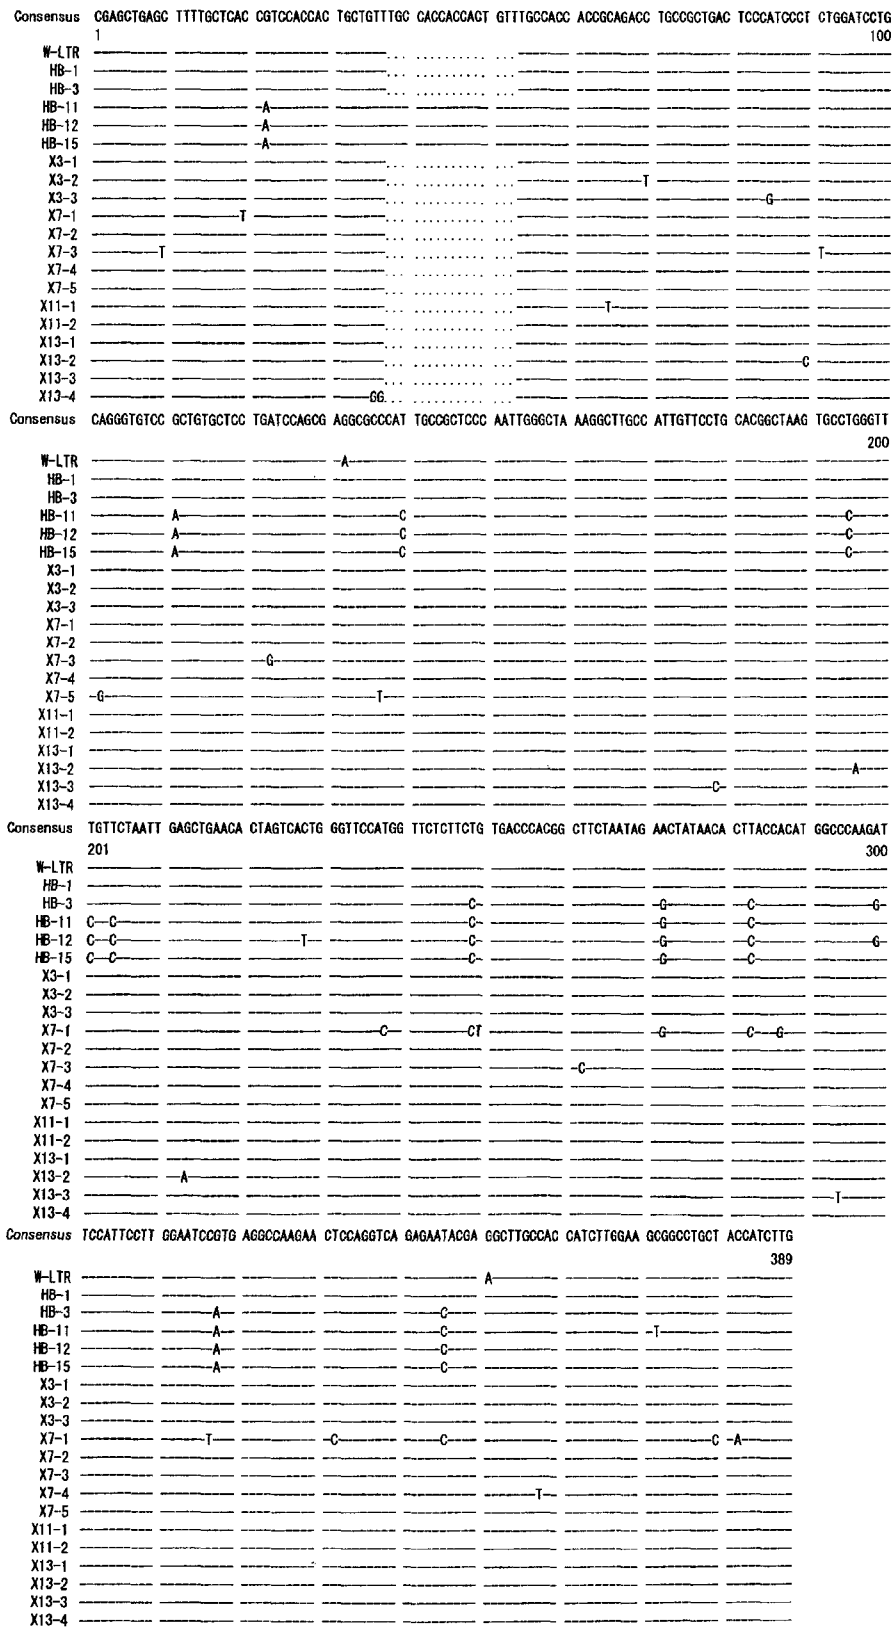 Consensus CGAGCTGAGC TTTTGCTCAC CGTCCACCAC TGCTGTTTGC CACCACCACT GTTTGCCACC ACCGCAGACC TGCCGCTGAC TCCCATCCCT CTGGATCCTG
1 100
W-LTR
HB-1
HB-3
HB-11 A
HB-12 A
HB-15 A
X3-1
X3-2 T
X3-3 G
X7-1 T
X7-2
X7-3 T T
X7-4
X7-5
X11-1 T
X11-2
X13-1
X13-2 C
X13-3
X13-4 GG
Consensus CAGGGTGTCC GCTGTGCTCC TGATCCAGCG AGGCGCCCAT TGCCGCTCCC AATTGGGCTA AAGGCTTGCC ATTGTTCCTG CACGGCTAAG TGCCTGGGTT
200
W-LTR A
HB-1
HB-3
HB-11 A C C
HB-12 A C C
HB-15 A C C
X3-1
X3-2
X3-3
X7-1
X7-2
X7-3 G
X7-4
X7-5 G T
X11-1
X11-2
X13-1
X13-2 A
X13-3 C
X13-4
Consensus TGTTCTAATT GAGCTGAACA CTAGTCACTG GGTTCCATGG TTCTCTTCTG TGACCCACGG CTTCTAATAG AACTATAACA CTTACCACAT GGCCCAAGAT
201 300
W-LTR
HB-1
HB-3 C G C G
HB-11 C C C G C
HB-12 C C T C G C G
HB-15 C C C G C
X3-1
X3-2
X3-3
X7-1 C CT G C G
X7-2
X7-3 C
X7-4
X7-5
X11-1
X11-2
X13-1
X13-2 A
X13-3 T
X13-4
Consensus TCCATTCCTT GGAATCCGTG AGGCCAAGAA CTCCAGGTCA GAGAATACGA GGCTTGCCAC CATCTTGGAA GCGGCCTGCT ACCATCTTG
389
W-LTR A
HB-1
HB-3 A C
HB-11 A C T
HB-12 A C
HB-15 A C
X3-1
X3-2
X3-3
X7-1 T C C C A
X7-2
X7-3
X7-4 T
X7-5
X11-1
X11-2
X13-1
X13-2
X13-3
X13-4